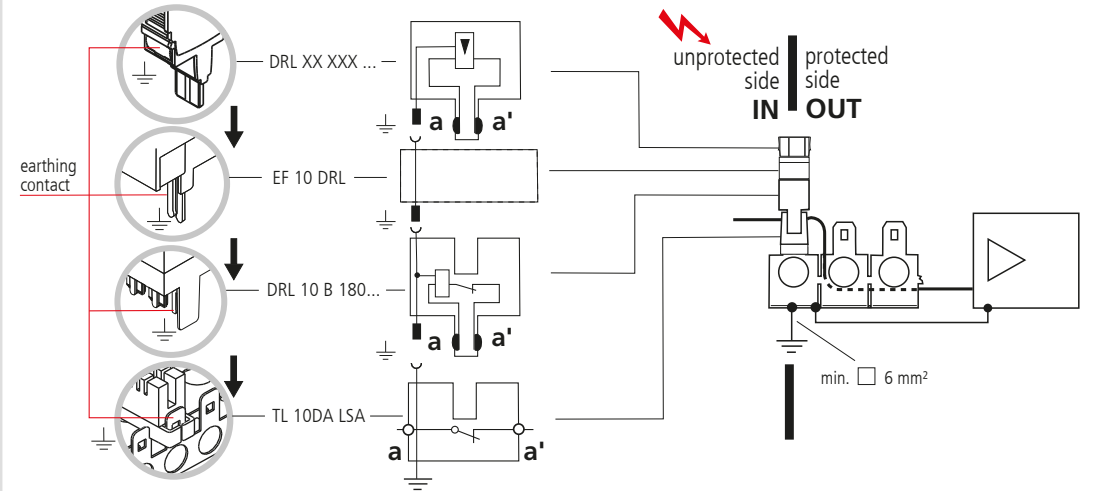 unprotected
side
IN
protected
side
OUT
DRL XX XXX ...
a a'
earthing
contact
EF 10 DRL
DRL 10 B 180...
a a'
min. 6 mm²
TL 10DA LSA
a a'